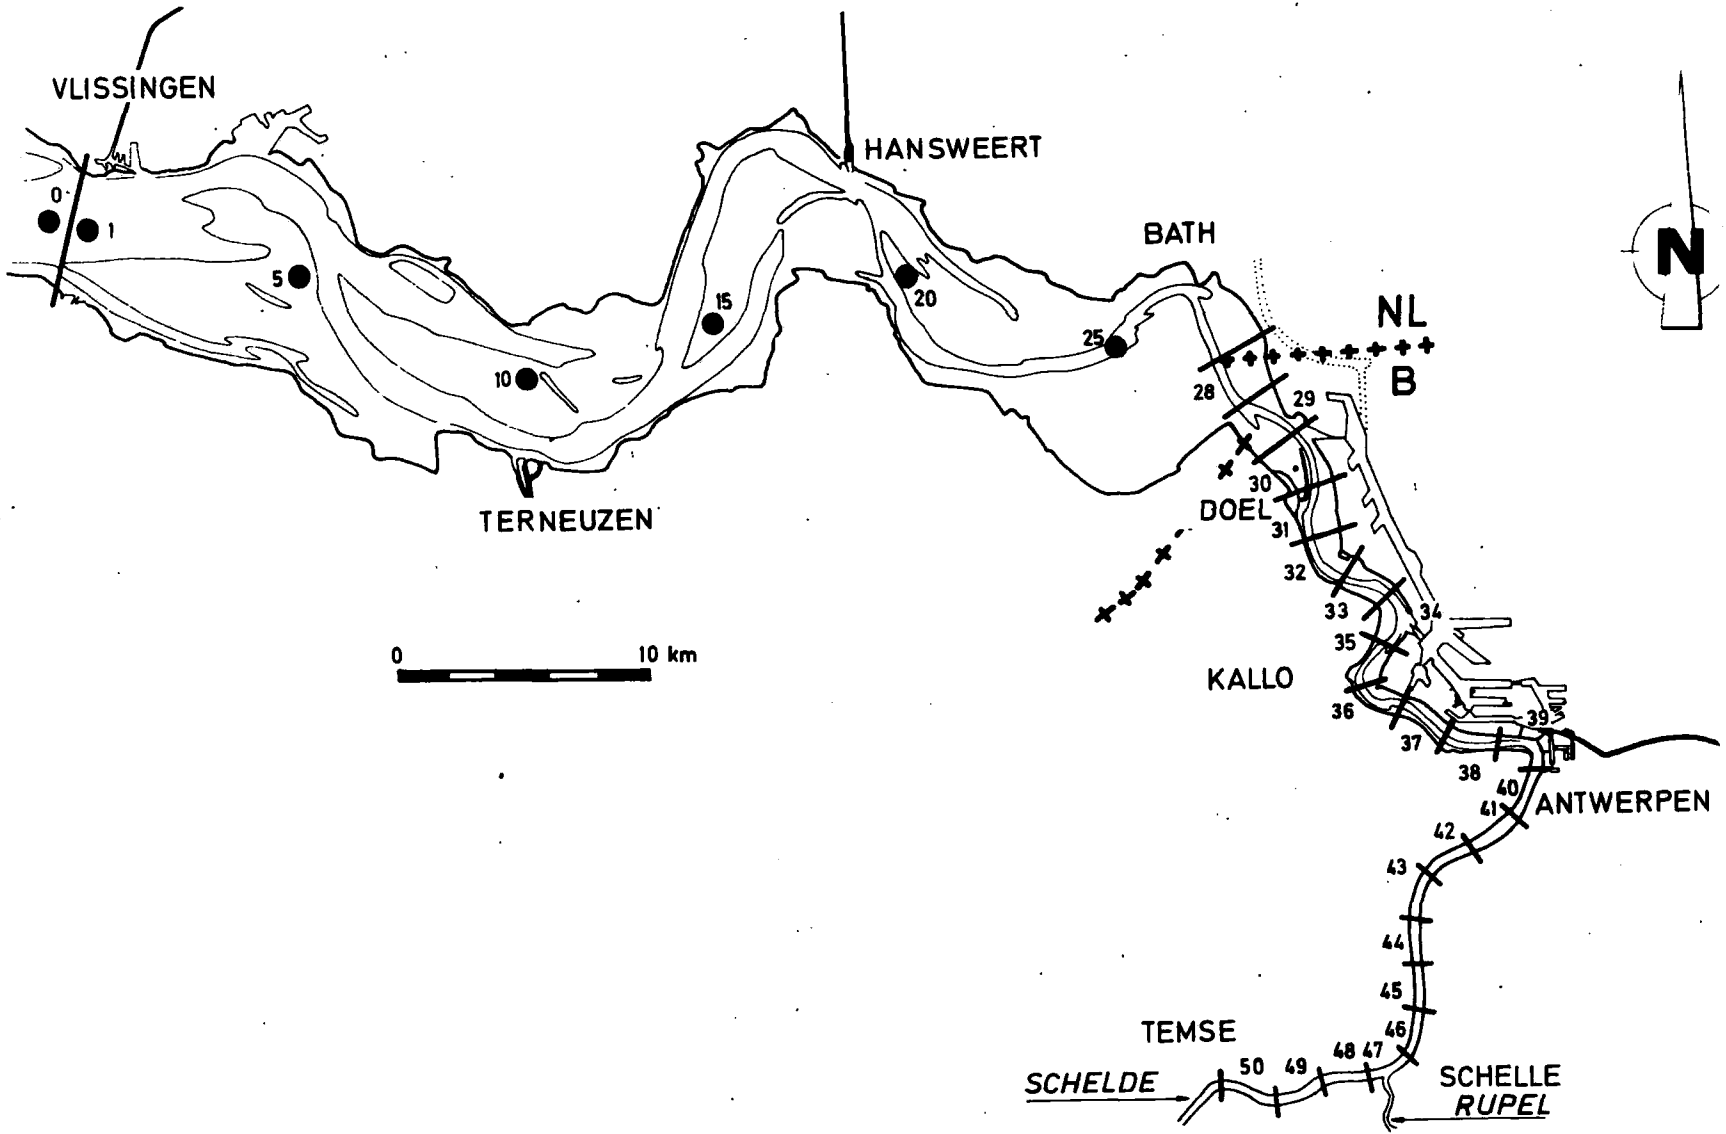 VLISSINGEN
HANSWEERT
BATH
N
0
1
5
15
20
25
NL
B
10
28
29
30
TERNEUZEN
DOEL
31
32
33
34
0 10 km
35
KALLO
36
37
39
38
40
ANTWERPEN
41
42
43
44
45
TEMSE
46
50 49 48 47
SCHELDE
SCHELLE
RUPEL